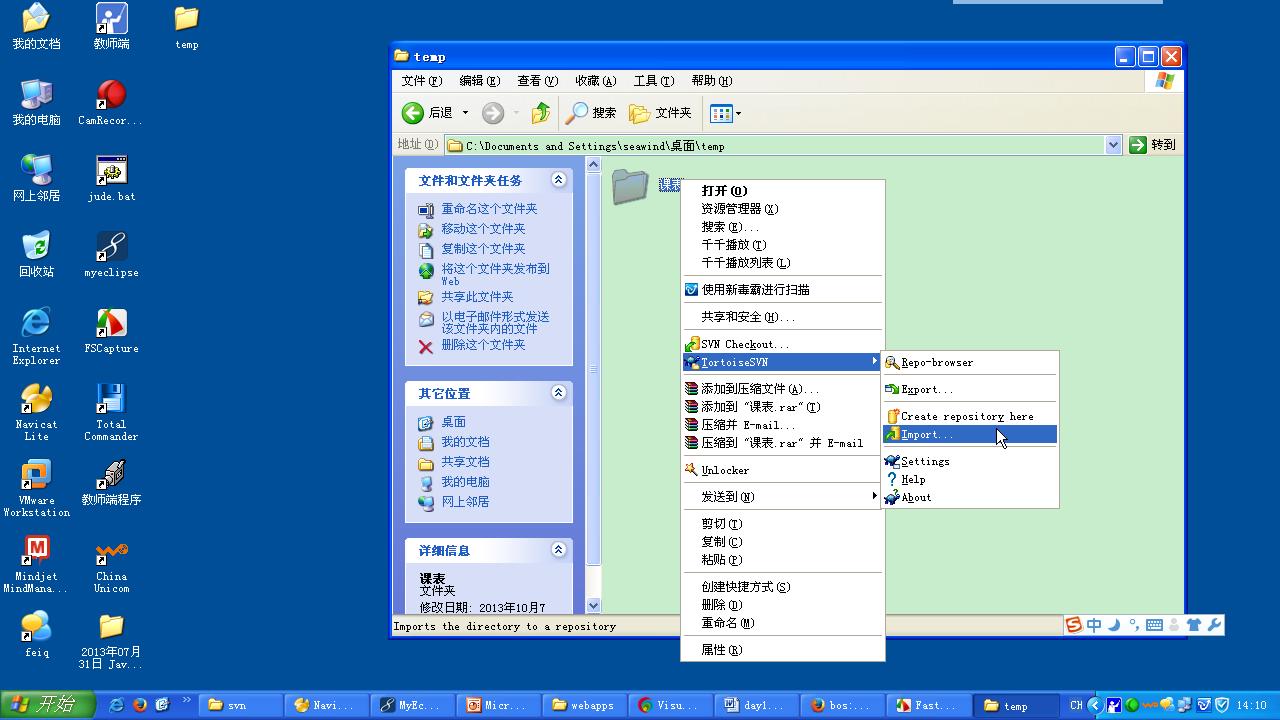 我的文档
教师端
temp
我的电脑
CamRecor...
网上邻居
jude.bat
回收站
myeclipse
Internet
Explorer
FSCapture
Navicat
Lite
Total
Commander
VMware
Workstation
教师端程序
Mindjet
MindMana...
China
Unicom
feiq
2013年07月
31日 Jav...
temp
文件(F)
编辑(E)
查看(V)
收藏(A)
工具(T)
帮助(H)
后退
搜索
文件夹
地址(D)
C:\Documents and Settings\seawind\桌面\temp
转到
文件和文件夹任务
重命名这个文件夹
移动这个文件夹
复制这个文件夹
将这个文件夹发布到
Web
共享此文件夹
以电子邮件形式发送
该文件夹内的文件
删除这个文件夹
其它位置
桌面
我的文档
共享文档
我的电脑
网上邻居
详细信息
课表
文件夹
修改日期: 2013年10月7
打开(O)
资源管理器(X)
搜索(E)...
千千播放(T)
千千播放列表(L)
使用新毒霸进行扫描
共享和安全(H)...
SVN Checkout...
TortoiseSVN
添加到压缩文件(A)...
添加到 "课表.rar"(T)
压缩并 E-mail...
压缩到 "课表.rar" 并 E-mail
Unlocker
发送到(N)
剪切(T)
复制(C)
粘贴(P)
创建快捷方式(S)
删除(D)
重命名(M)
属性(R)
Repo-browser
Export...
Create repository here
Import...
Settings
Help
About
Imports the directory to a repository
中
开始
svn
Navi...
MyEc...
Micr...
webapps
Visu...
day1...
bos:...
Fast...
temp
CH
14:10